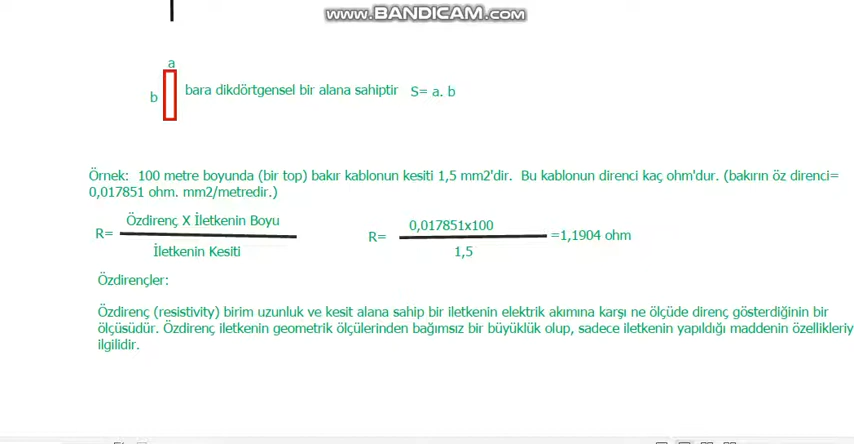 www.BANDICAM.com
a
b
bara dikdörtgensel bir alana sahiptir S= a. b
Örnek: 100 metre boyunda (bir top) bakır kablonun kesiti 1,5 mm2'dir. Bu kablonun direnci kaç ohm'dur. (bakırın öz direnci=
0,017851 ohm. mm2/metredir.)
R=
Özdirenç X İletkenin Boyu
İletkenin Kesiti
R=
0,017851x100
1,5
=1,1904 ohm
Özdirençler:
Özdirenç (resistivity) birim uzunluk ve kesit alana sahip bir iletkenin elektrik akımına karşı ne ölçüde direnç gösterdiğinin bir
ölçüsüdür. Özdirenç iletkenin geometrik ölçülerinden bağımsız bir büyüklük olup, sadece iletkenin yapıldığı maddenin özellikleriy
ilgilidir.